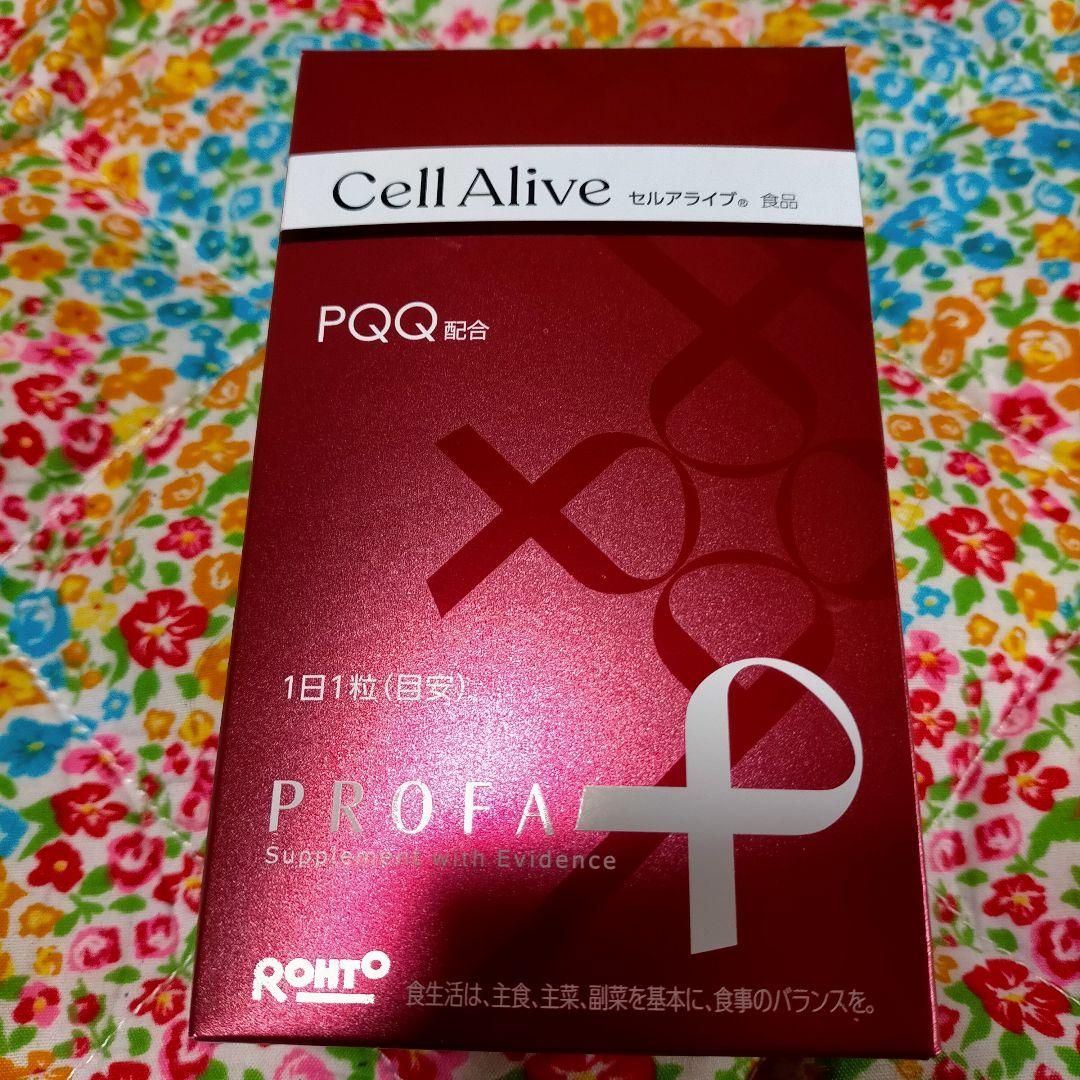 Cell Alive セルアライブ® 食品
PQQ配合
1日1粒(目安)
PROFA
Supplement with Evidence
ROHTO
食生活は、主食、主菜、副菜を基本に、食事のバランスを。